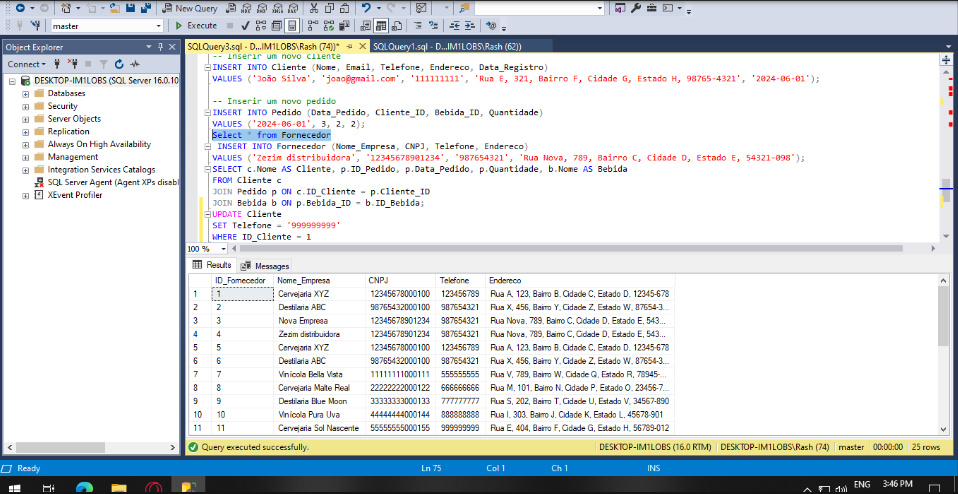 New Query
MDX
DMX
XMLA
DAX
master
Execute
Object Explorer
Connect
DESKTOP-IM1LOBS (SQL Server 16.0.10
Databases
Security
Server Objects
Replication
Always On High Availability
Management
Integration Services Catalogs
SQL Server Agent (Agent XPs disabl
XEvent Profiler
SQLQuery3.sql - D...IM1LOBS\Rash (74))*
SQLQuery1.sql - D...IM1LOBS\Rash (62))
-- Inserir um novo cliente
INSERT INTO Cliente (Nome, Email, Telefone, Endereco, Data_Registro)
VALUES ('João Silva', 'joao@gmail.com', '111111111', 'Rua E, 321, Bairro F, Cidade G, Estado H, 98765-4321', '2024-06-01');
-- Inserir um novo pedido
INSERT INTO Pedido (Data_Pedido, Cliente_ID, Bebida_ID, Quantidade)
VALUES ('2024-06-01', 3, 2, 2);
Select * from Fornecedor
INSERT INTO Fornecedor (Nome_Empresa, CNPJ, Telefone, Endereco)
VALUES ('Zezim distribuidora', '12345678901234', '987654321', 'Rua Nova, 789, Bairro C, Cidade D, Estado E, 54321-098');
SELECT c.Nome AS Cliente, p.ID_Pedido, p.Data_Pedido, p.Quantidade, b.Nome AS Bebida
FROM Cliente c
JOIN Pedido p ON c.ID_Cliente = p.Cliente_ID
JOIN Bebida b ON p.Bebida_ID = b.ID_Bebida;
UPDATE Cliente
SET Telefone = '999999999'
WHERE ID_Cliente = 1
100 %
Results Messages
ID_Fornecedor Nome_Empresa CNPJ Telefone Endereco
1 1 Cervejaria XYZ 12345678000100 123456789 Rua A, 123, Bairro B, Cidade C, Estado D, 12345-678
2 2 Destilaria ABC 98765432000100 987654321 Rua X, 456, Bairro Y, Cidade Z, Estado W, 87654-3...
3 3 Nova Empresa 12345678901234 987654321 Rua Nova, 789, Bairro C, Cidade D, Estado E, 543...
4 4 Zezim distribuidora 12345678901234 987654321 Rua Nova, 789, Bairro C, Cidade D, Estado E, 543...
5 5 Cervejaria XYZ 12345678000100 123456789 Rua A, 123, Bairro B, Cidade C, Estado D, 12345-678
6 6 Destilaria ABC 98765432000100 987654321 Rua X, 456, Bairro Y, Cidade Z, Estado W, 87654-3...
7 7 Vinícola Bella Vista 11111111000111 555555555 Rua V, 789, Bairro W, Cidade Q, Estado R, 78945-...
8 8 Cervejaria Malte Real 22222222000122 666666666 Rua M, 101, Bairro N, Cidade P, Estado O, 23456-7...
9 9 Destilaria Blue Moon 33333333000133 777777777 Rua S, 202, Bairro T, Cidade U, Estado V, 34567-890
10 10 Vinícola Pura Uva 44444444000144 888888888 Rua I, 303, Bairro J, Cidade K, Estado L, 45678-901
11 11 Cervejaria Sol Nascente 55555555000155 999999999 Rua E, 404, Bairro F, Cidade G, Estado H, 56789-012
Query executed successfully.
DESKTOP-IM1LOBS (16.0 RTM) DESKTOP-IM1LOBS\Rash (74) master 00:00:00 25 rows
Ready Ln 75 Col 1 Ch 1 INS
ENG 3:46 PM